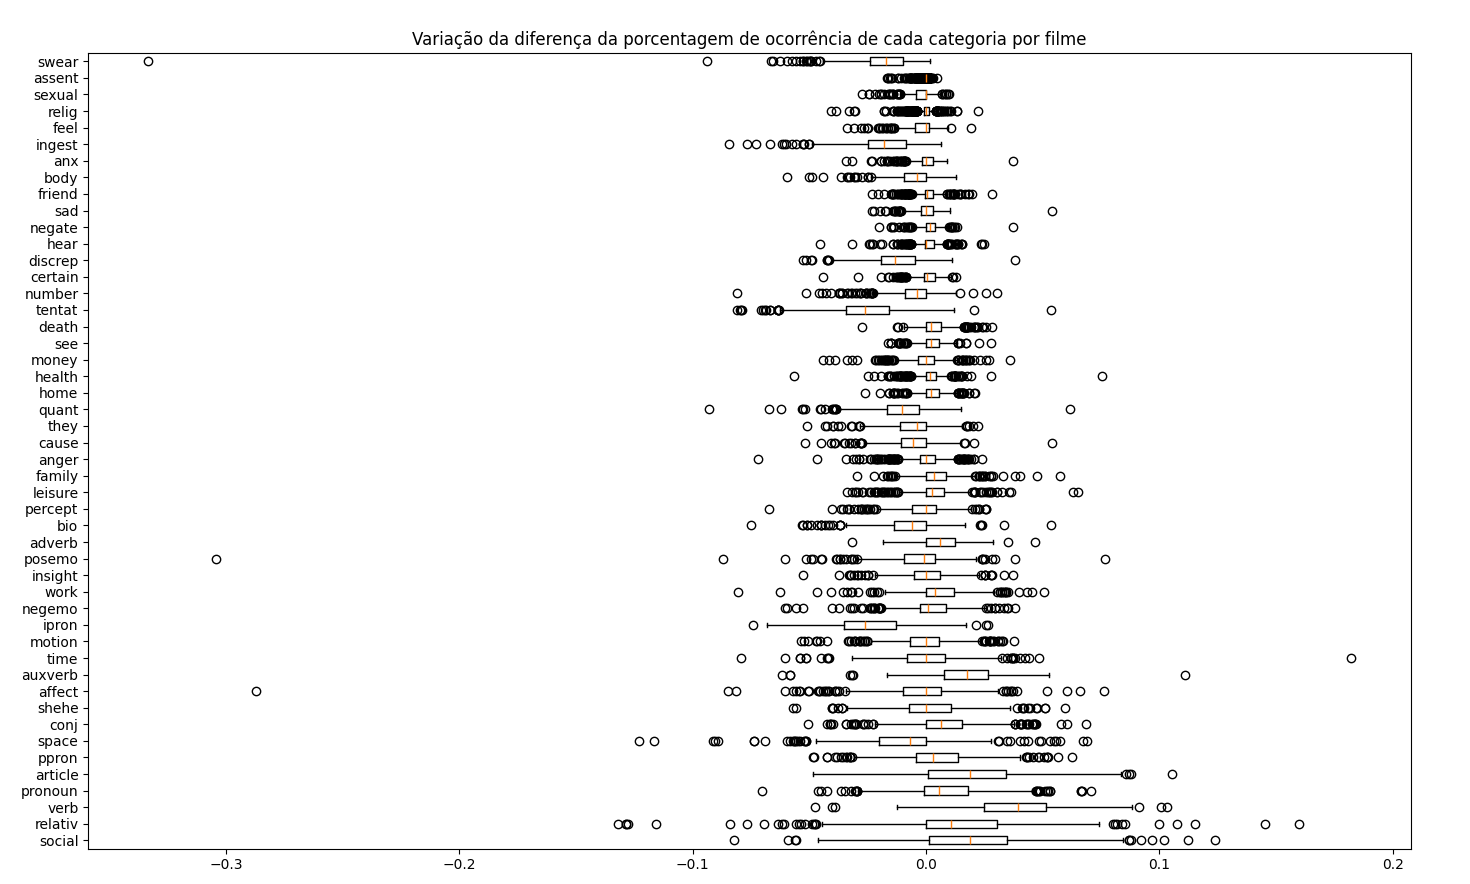 Variação da diferença da porcentagem de ocorrência de cada categoria por filme
swear
assent
sexual
relig
feel
ingest
anx
body
friend
sad
negate
hear
discrep
certain
number
tentat
death
see
money
health
home
quant
they
cause
anger
family
leisure
percept
bio
adverb
posemo
insight
work
negemo
ipron
motion
time
auxverb
affect
shehe
conj
space
ppron
article
pronoun
verb
relativ
social
−0.3 −0.2 −0.1 0.0 0.1 0.2